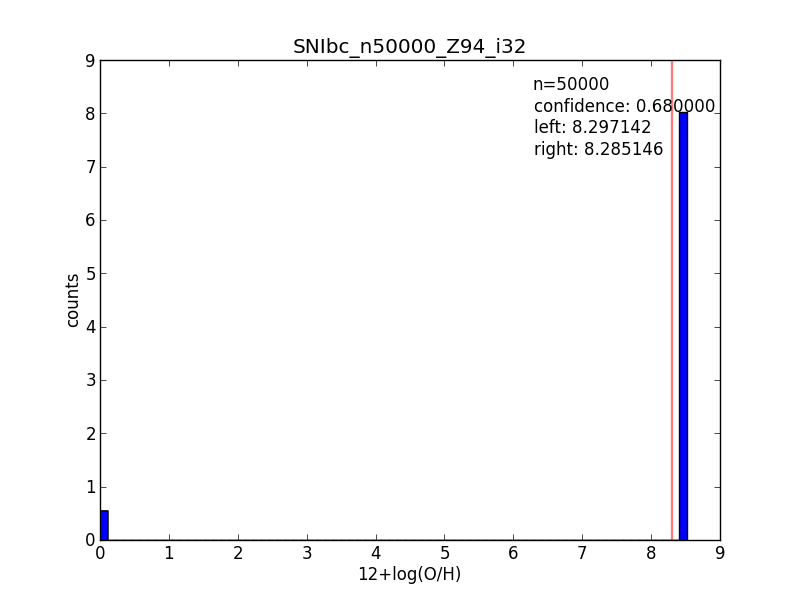 SNIbc_n50000_Z94_i32
n=50000
confidence: 0.680000
left: 8.297142
right: 8.285146
counts
9
8
7
6
5
4
3
2
1
0
0 1 2 3 4 5 6 7 8 9
12+log(O/H)